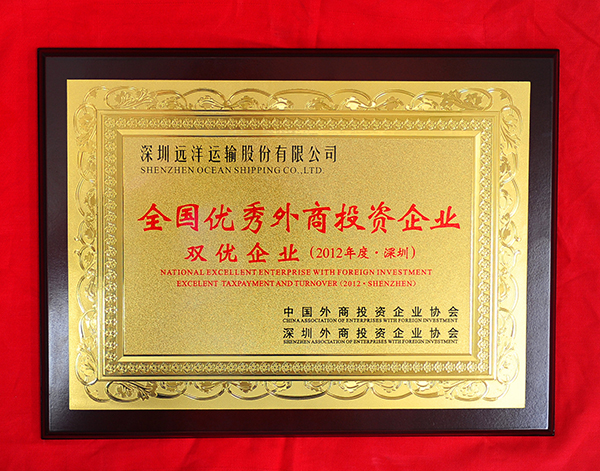 深圳远洋运输股份有限公司
SHENZHEN OCEAN SHIPPING CO.,LTD.
全国优秀外商投资企业
双优企业（2012年度·深圳）
NATIONAL EXCELLENT ENTERPRISE WITH FOREIGN INVESTMENT
EXCELENT TAXPAYMENT AND TURNOVER (2012·SHENZHEN)
中国外商投资企业协会
CHINA ASSOCIATION OF ENTERPRISES WITH FOREIGN INVESTMENT
深圳外商投资企业协会
SHENZHEN ASSOCIATION OF ENTERPRISES WITH FOREIGN INVESTMENT